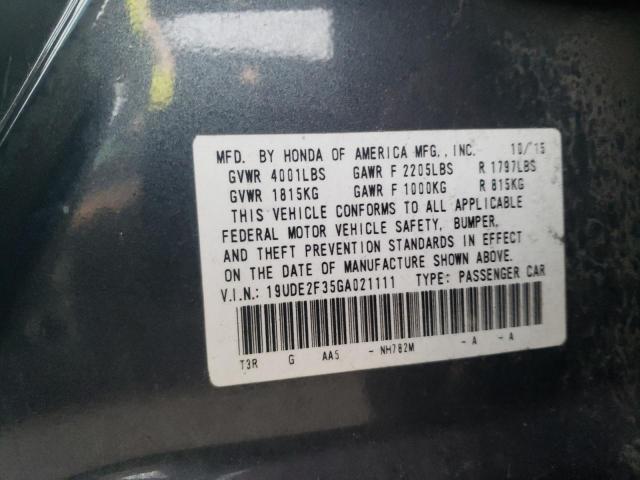 MFD. BY HONDA OF AMERICA MFG., INC. 10/15
GVWR 4001LBS GAWR F 2205LBS R 1797LBS
GVWR 1815KG GAWR F 1000KG R 815KG
THIS VEHICLE CONFORMS TO ALL APPLICABLE
FEDERAL MOTOR VEHICLE SAFETY, BUMPER,
AND THEFT PREVENTION STANDARDS IN EFFECT
ON THE DATE OF MANUFACTURE SHOWN ABOVE.
V.I.N.: 19UDE2F35GA021111 TYPE: PASSENGER CAR
T3R G AA5 - NH782M - A - A